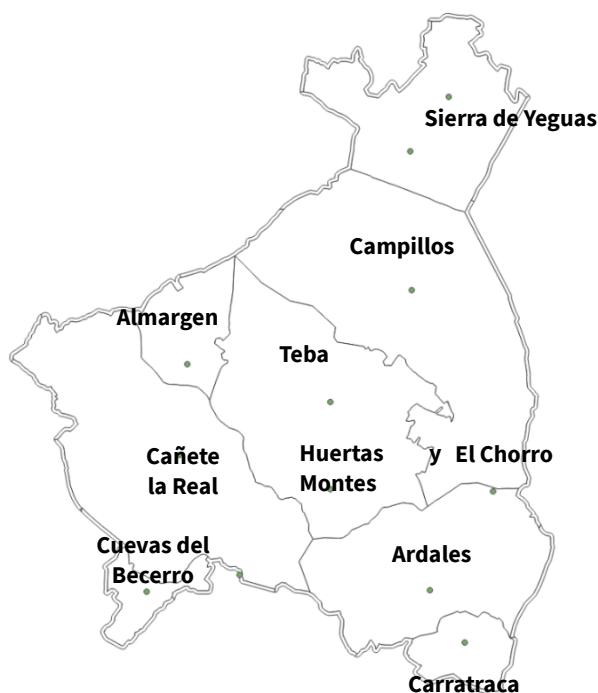 Sierra de Yeguas
Campillos
Almargen
Teba
Cañete
la Real
Huertas y El Chorro
Montes
Cuevas del
Becerro
Ardales
Carratraca